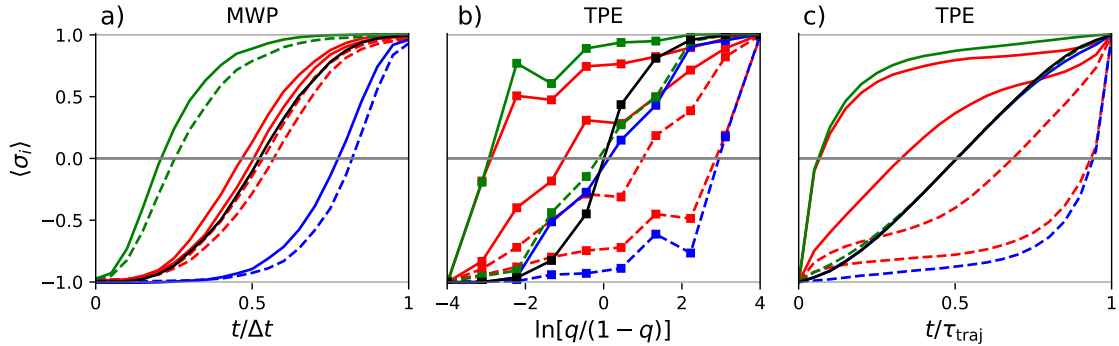 a) MWP
b) TPE
c) TPE
⟨σᵢ⟩
1.0
0.5
0.0
−0.5
−1.0
0 0.5 1
−4 −2 0 2 4
0 0.5 1
t/Δt
ln[q/(1 − q)]
t/τ_traj